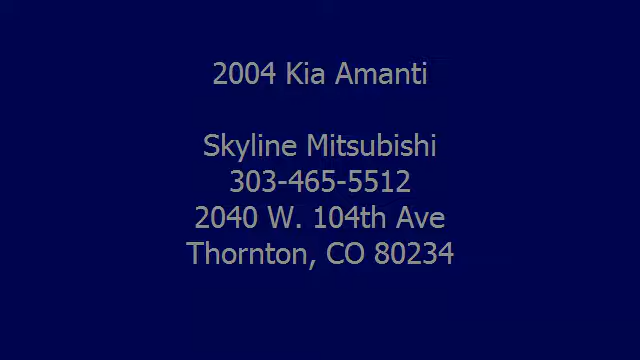 2004 Kia Amanti
Skyline Mitsubishi
303-465-5512
2040 W. 104th Ave
Thornton, CO 80234